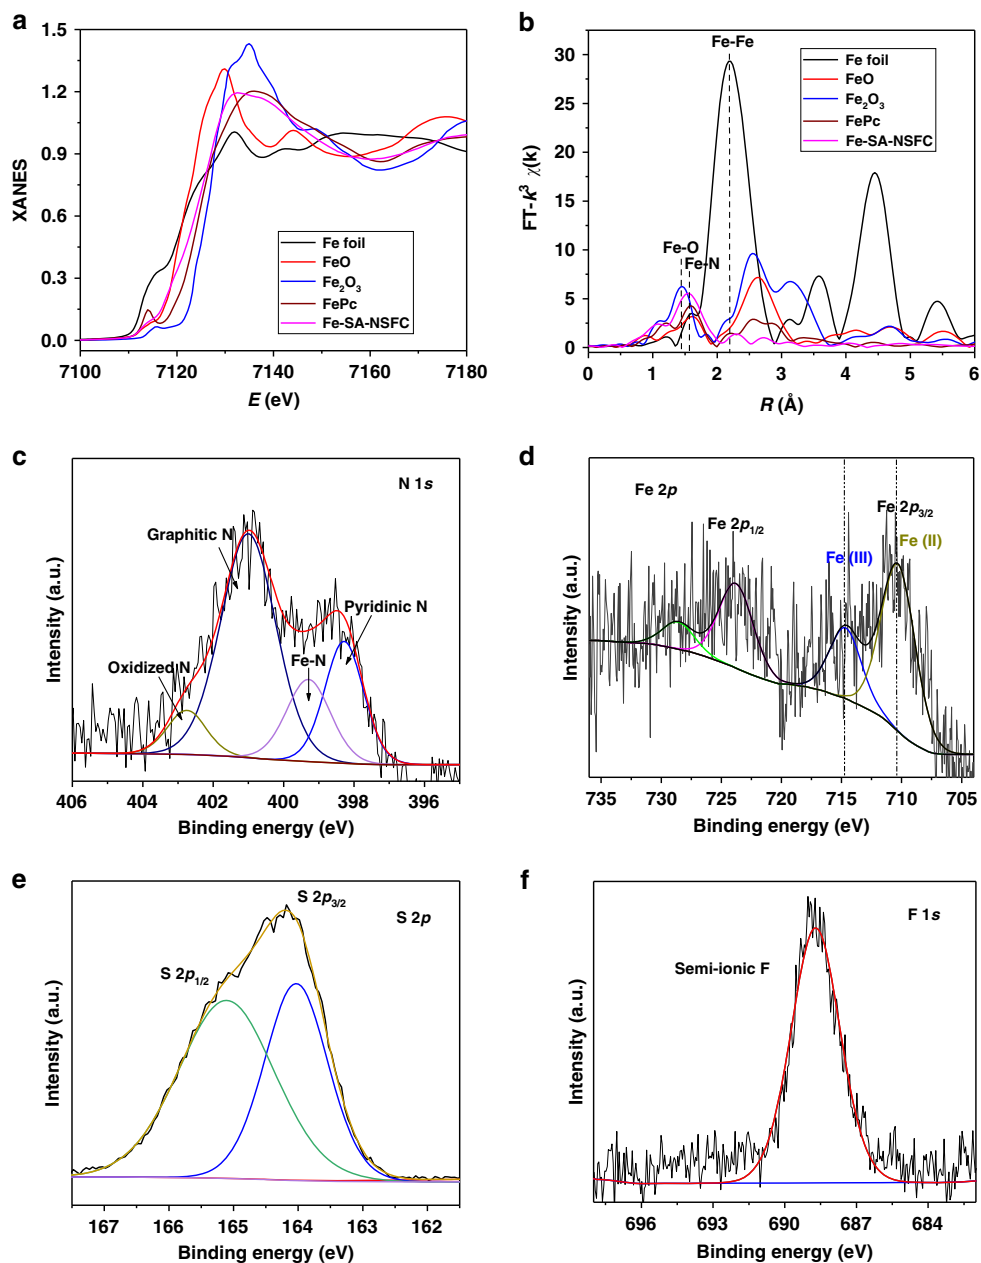 a
1.5
1.2
0.9
0.6
0.3
0.0
XANES
7100 7120 7140 7160 7180
E (eV)
Fe foil
FeO
Fe₂O₃
FePc
Fe-SA-NSFC
b
30
25
20
15
10
5
0
FT-k³ χ(k)
Fe-Fe
Fe-O
Fe-N
Fe foil
FeO
Fe₂O₃
FePc
Fe-SA-NSFC
0 1 2 3 4 5 6
R (Å)
c
N 1s
Graphitic N
Pyridinic N
Oxidized N
Fe-N
Intensity (a.u.)
406 404 402 400 398 396
Binding energy (eV)
d
Fe 2p
Fe 2p₁/₂
Fe 2p₃/₂
Fe (III)
Fe (II)
Intensity (a.u.)
735 730 725 720 715 710 705
Binding energy (eV)
e
S 2p₃/₂
S 2p
S 2p₁/₂
Intensity (a.u.)
167 166 165 164 163 162
Binding energy (eV)
f
F 1s
Semi-ionic F
Intensity (a.u.)
696 693 690 687 684
Binding energy (eV)